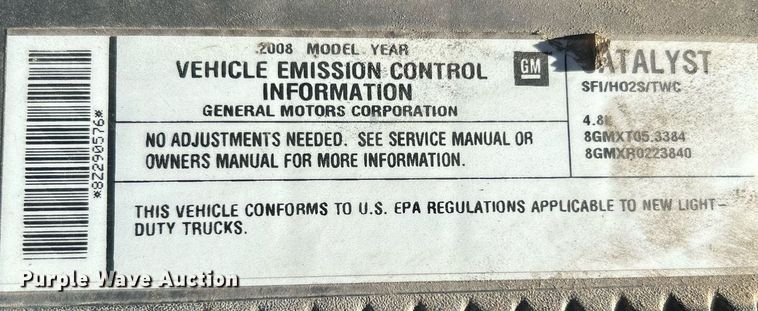 2008 MODEL YEAR
VEHICLE EMISSION CONTROL
INFORMATION
GENERAL MOTORS CORPORATION
GM
CATALYST
SFI/HO2S/TWC
4.8L
8GMXT05.3384
8GMXR0223840
NO ADJUSTMENTS NEEDED. SEE SERVICE MANUAL OR
OWNERS MANUAL FOR MORE INFORMATION.
THIS VEHICLE CONFORMS TO U.S. EPA REGULATIONS APPLICABLE TO NEW LIGHT-
DUTY TRUCKS.
*8Z290576*
Purple Wave Auction